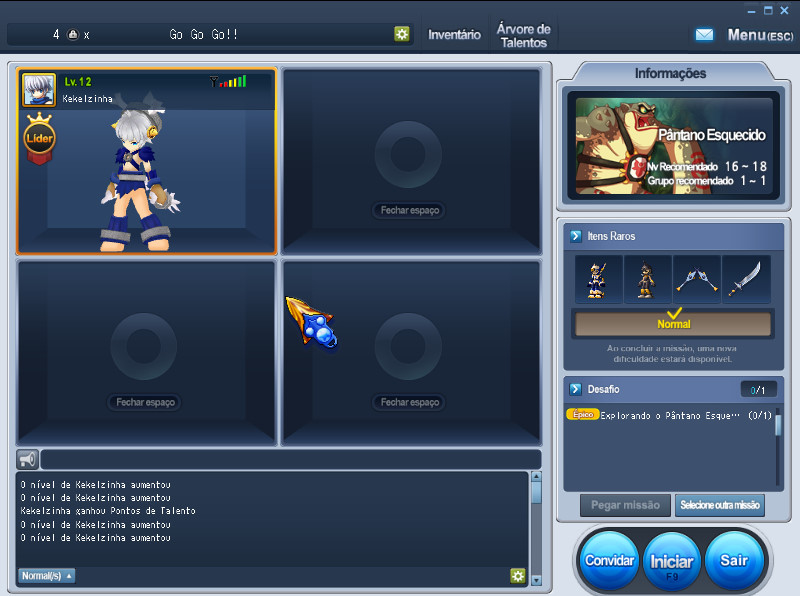 4 x
Go Go Go!!
Inventário
Árvore de
Talentos
Menu(ESC)
Lv.12
Kekelzinha
Líder
Fechar espaço
Fechar espaço
Fechar espaço
Informações
Pântano Esquecido
Nv Recomendado 16 ~ 18
Grupo recomendado 1 ~ 1
Itens Raros
Normal
Ao concluir a missão, uma nova
dificuldade estará disponível.
Desafio
0/1
Épico Explorando o Pântano Esque… (0/1)
Pegar missão
Selecione outra missão
O nível de Kekelzinha aumentou
O nível de Kekelzinha aumentou
Kekelzinha ganhou Pontos de Talento
O nível de Kekelzinha aumentou
O nível de Kekelzinha aumentou
Normal(s)
Convidar
Iniciar
F9
Sair